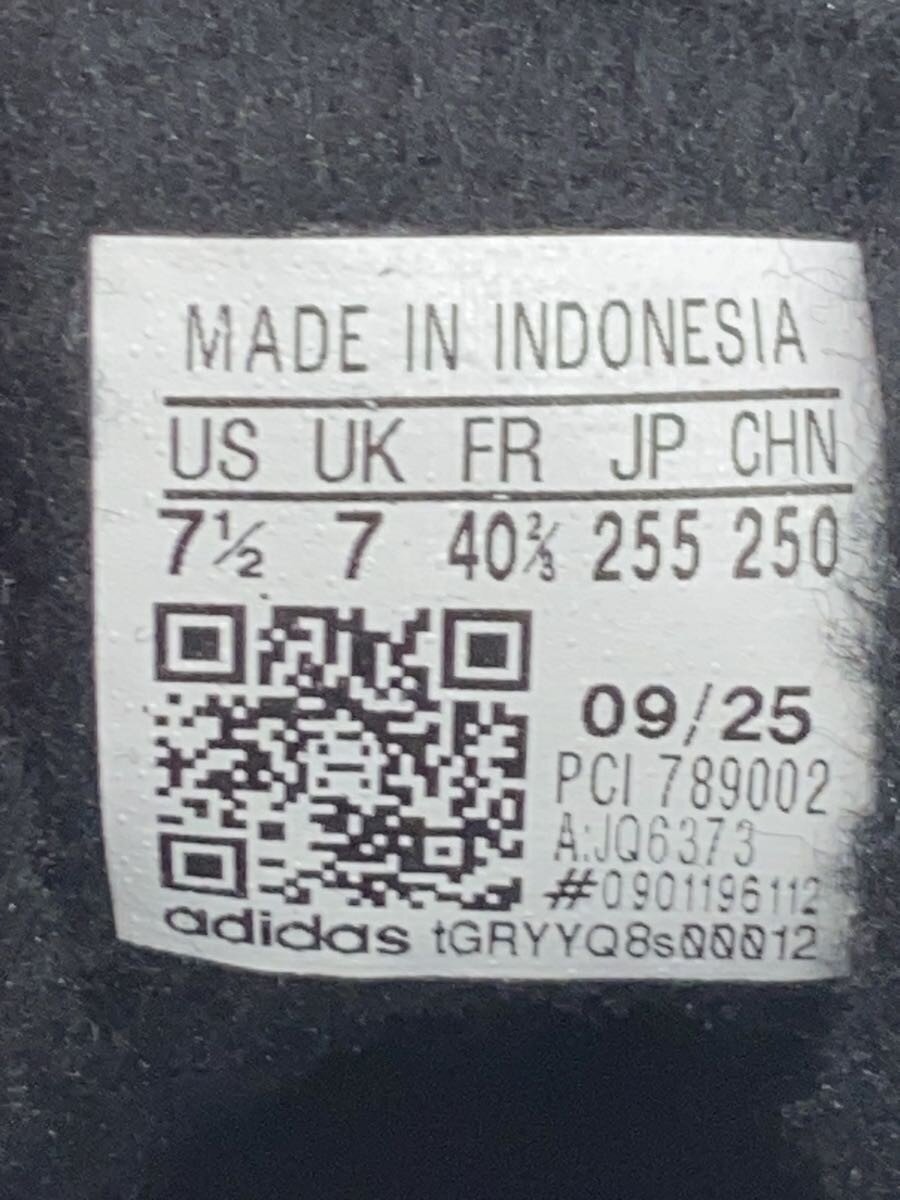 MADE IN INDONESIA
US UK FR JP CHN
7½ 7 40⅔ 255 250
09/25
PCI 789002
A:JQ6373
#0901196112
adidas tGRYYQ8s00012